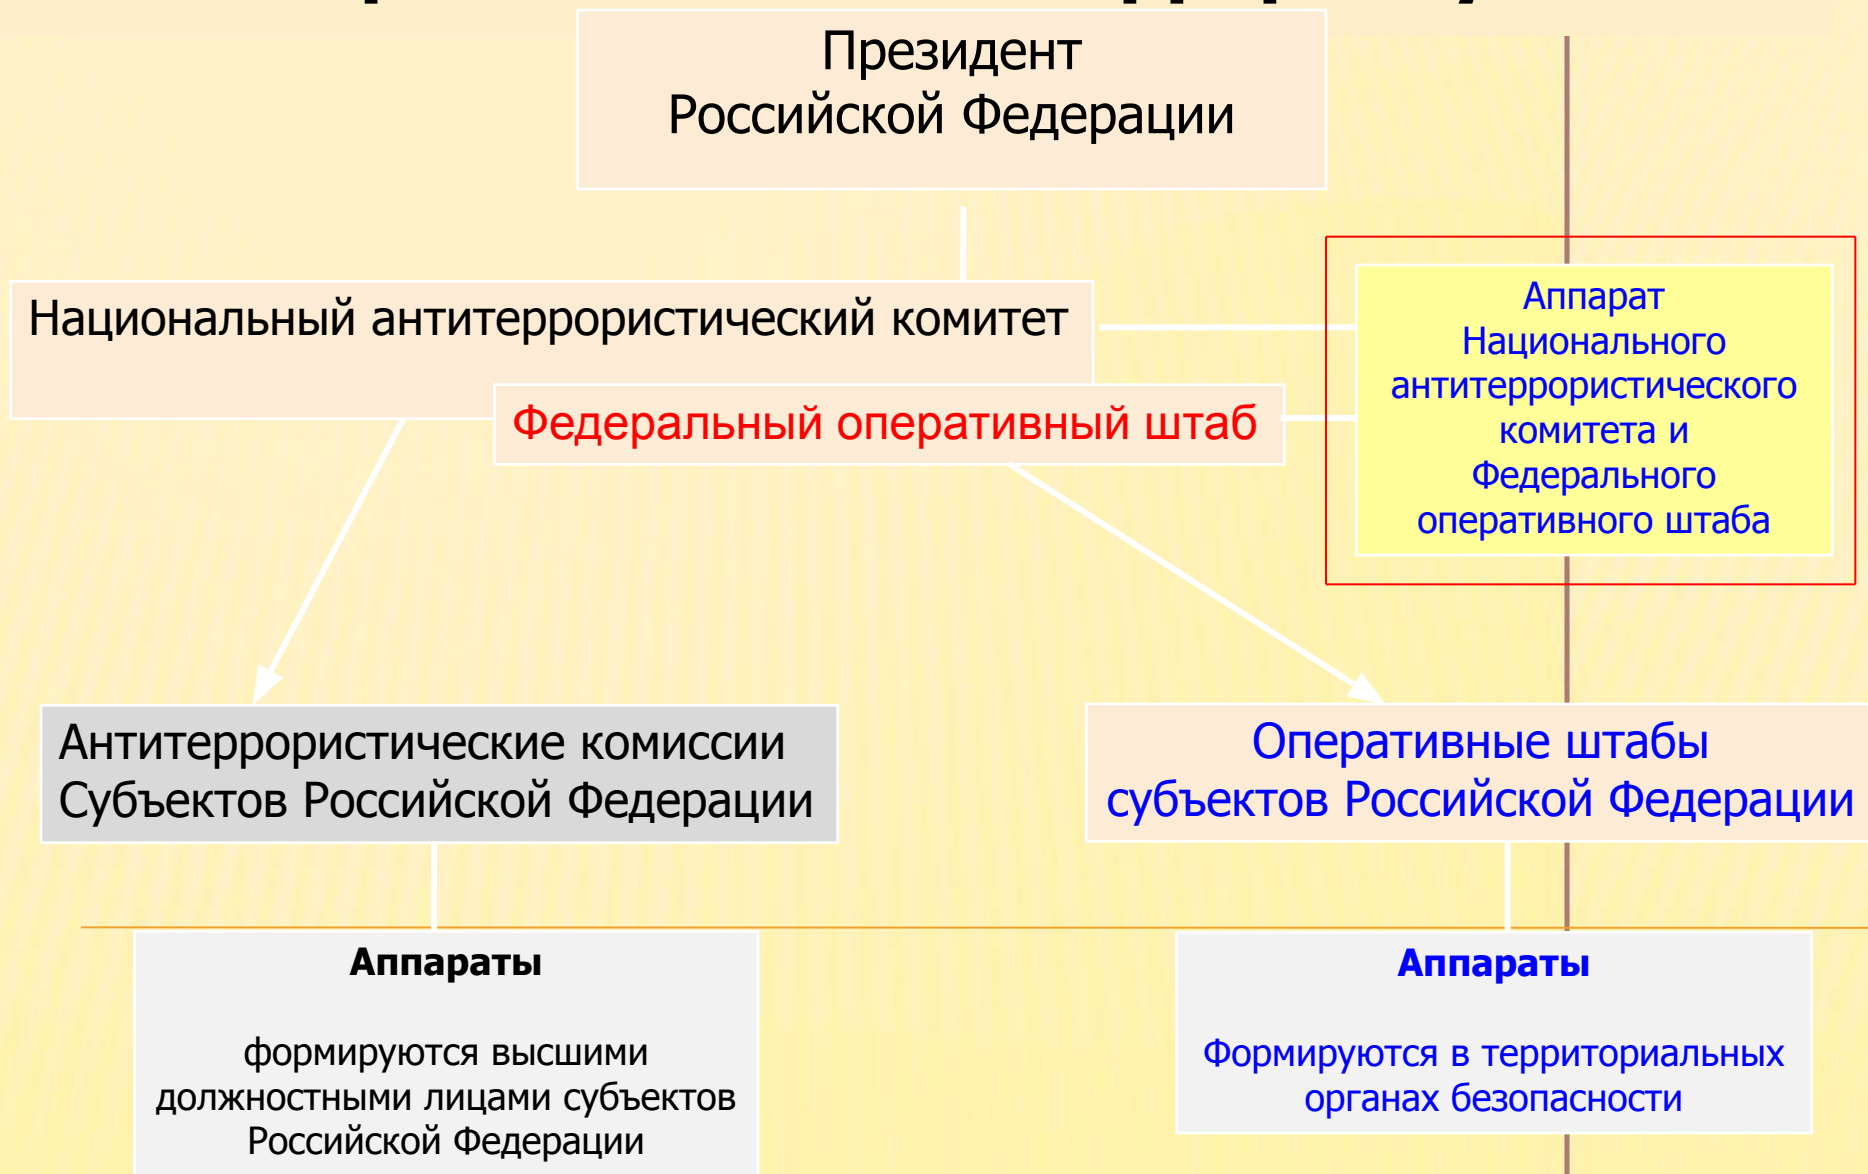 Президент
Российской Федерации
Национальный антитеррористический комитет
Федеральный оперативный штаб
Аппарат
Национального
антитеррористического
комитета и
Федерального
оперативного штаба
Антитеррористические комиссии
Субъектов Российской Федерации
Оперативные штабы
субъектов Российской Федерации
Аппараты
формируются высшими
должностными лицами субъектов
Российской Федерации
Аппараты
Формируются в территориальных
органах безопасности